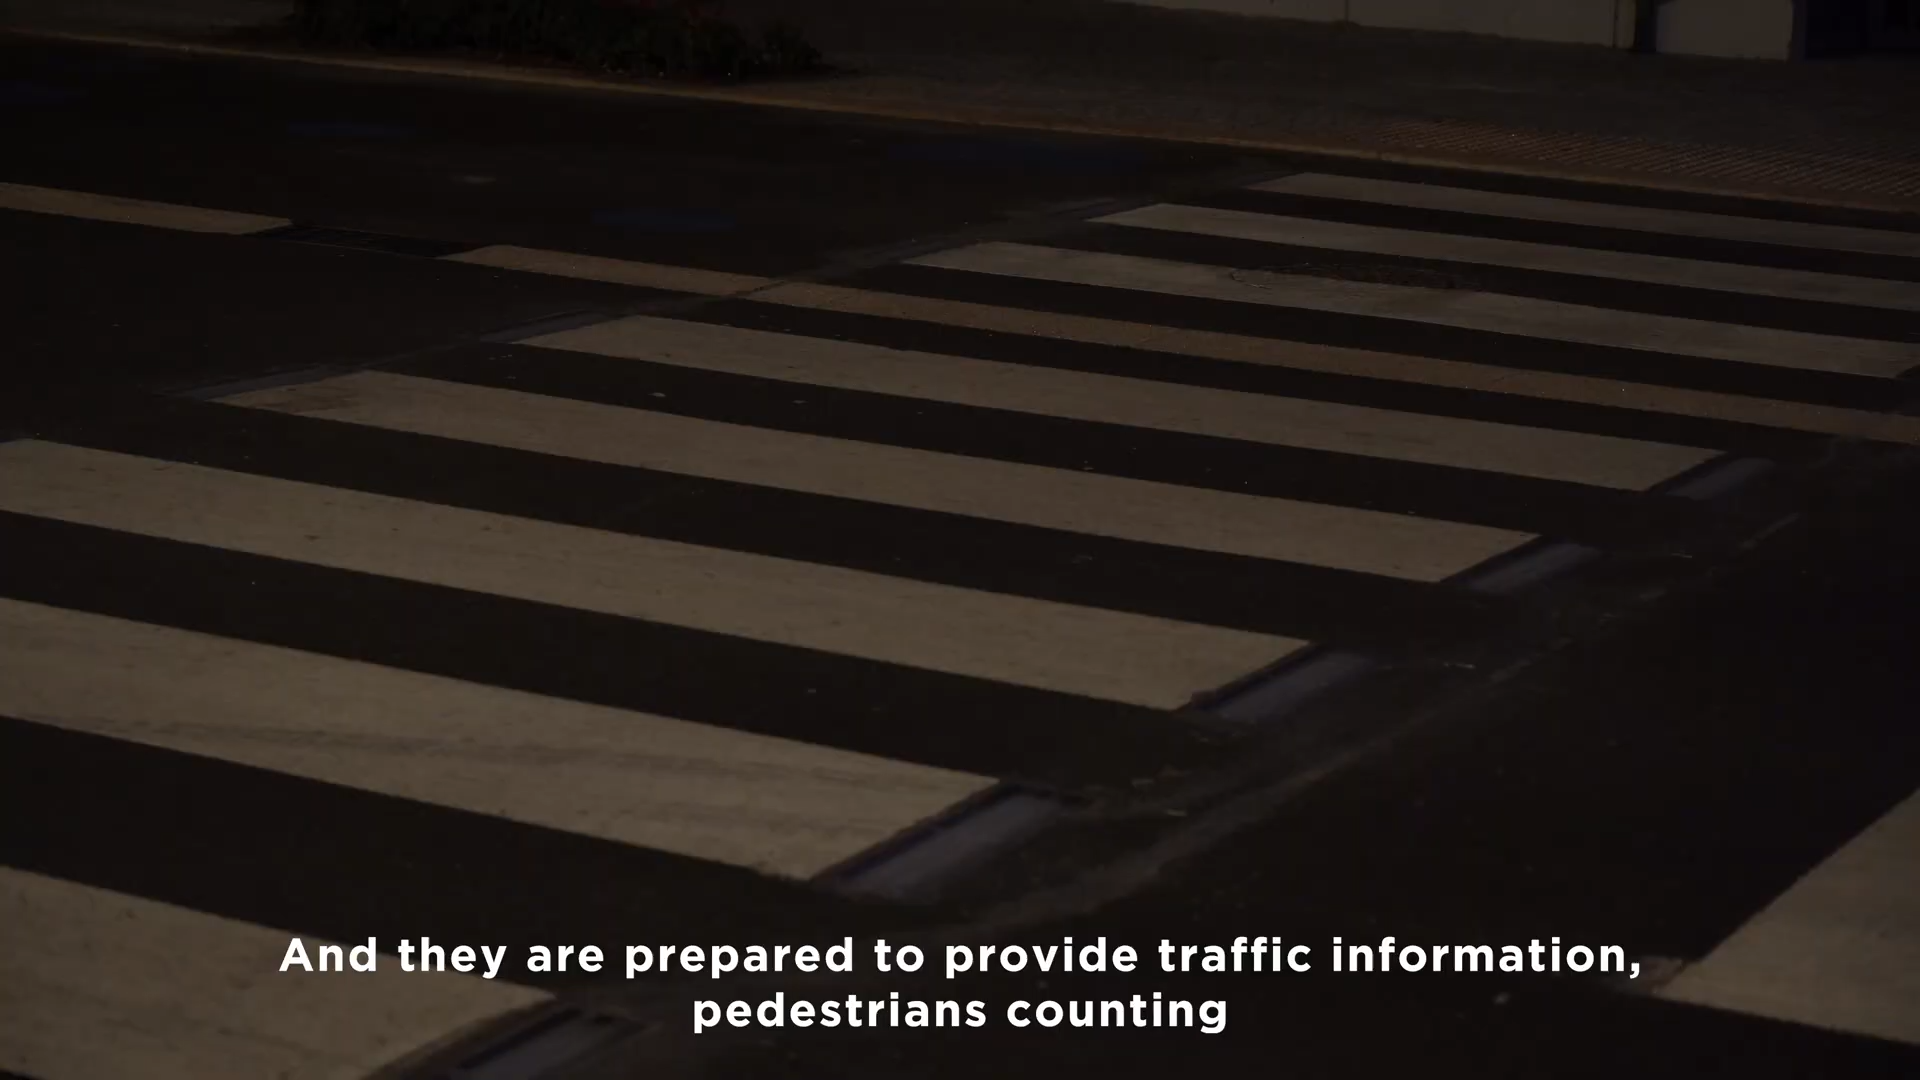 And they are prepared to provide traffic information,
pedestrians counting